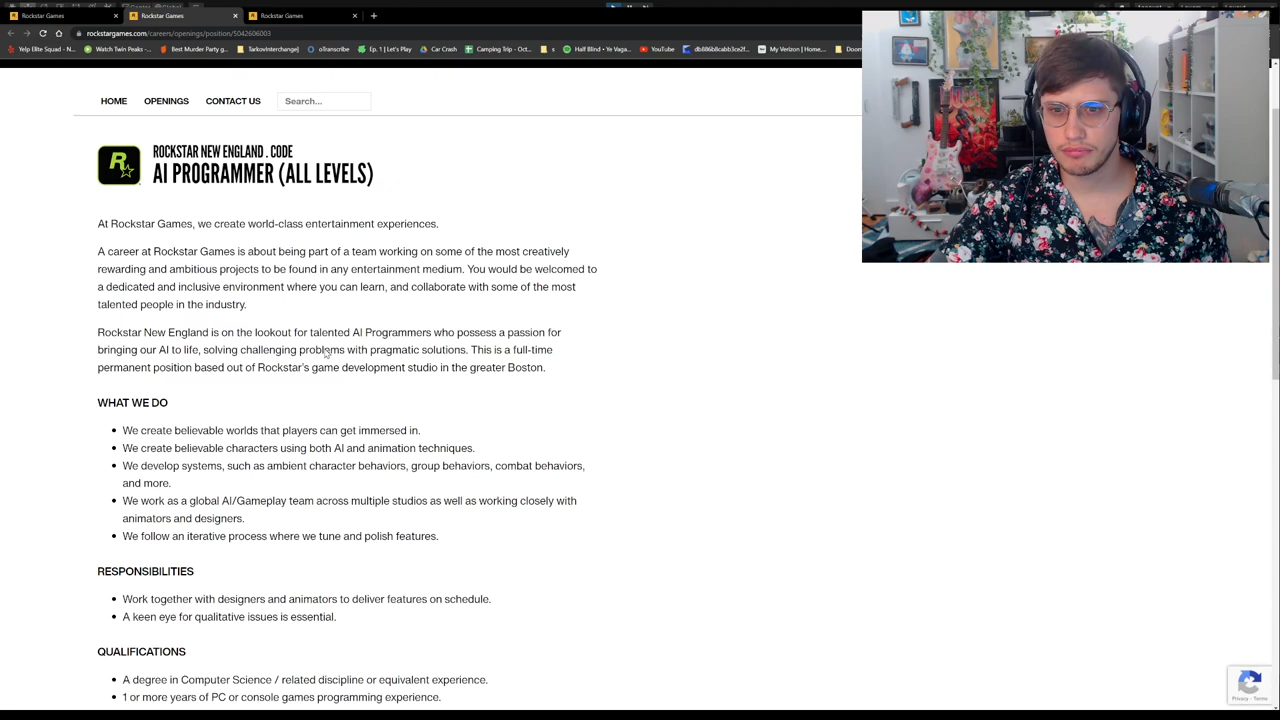 Rockstar Games × Rockstar Games × Rockstar Games × +
rockstargames.com/careers/openings/position/5042606003
Yelp Elite Squad - N... Watch Twin Peaks -... Best Murder Party g... TarkovInterchange] oTranscribe Ep. 1 | Let's Play Car Crash Camping Trip - Oct... s Half Blind - Ye Vaga... YouTube db886b8cabb3ce2f... My Verizon | Home...
HOME OPENINGS CONTACT US Search...
ROCKSTAR NEW ENGLAND . CODE
AI PROGRAMMER (ALL LEVELS)
At Rockstar Games, we create world-class entertainment experiences.
A career at Rockstar Games is about being part of a team working on some of the most creatively
rewarding and ambitious projects to be found in any entertainment medium. You would be welcomed to
a dedicated and inclusive environment where you can learn, and collaborate with some of the most
talented people in the industry.
Rockstar New England is on the lookout for talented AI Programmers who possess a passion for
bringing our AI to life, solving challenging problems with pragmatic solutions. This is a full-time
permanent position based out of Rockstar's game development studio in the greater Boston.
WHAT WE DO
• We create believable worlds that players can get immersed in.
• We create believable characters using both AI and animation techniques.
• We develop systems, such as ambient character behaviors, group behaviors, combat behaviors,
and more.
• We work as a global AI/Gameplay team across multiple studios as well as working closely with
animators and designers.
• We follow an iterative process where we tune and polish features.
RESPONSIBILITIES
• Work together with designers and animators to deliver features on schedule.
• A keen eye for qualitative issues is essential.
QUALIFICATIONS
• A degree in Computer Science / related discipline or equivalent experience.
• 1 or more years of PC or console games programming experience.
Privacy - Terms